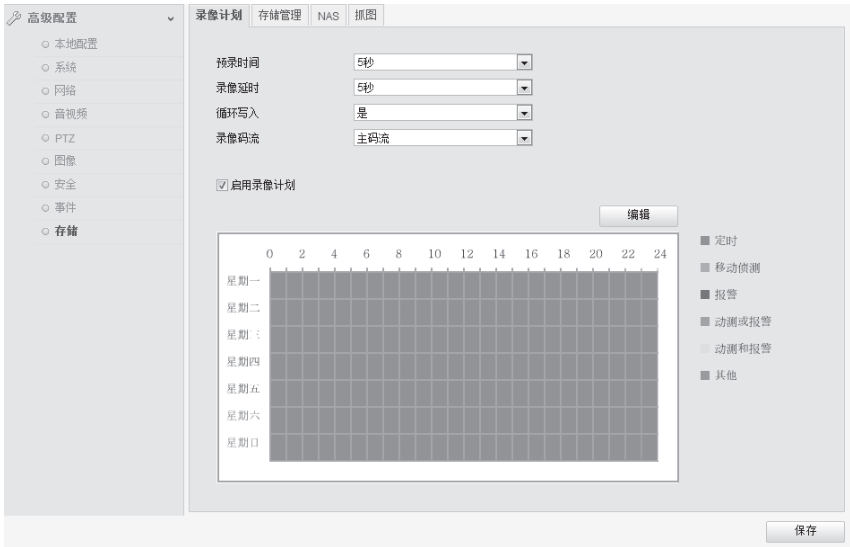 高级配置
本地配置
系统
网络
音视频
PTZ
图像
安全
事件
存储
录像计划 存储管理 NAS 抓图
预录时间 5秒
录像延时 5秒
循环写入 是
录像码流 主码流
启用录像计划
编辑
0 2 4 6 8 10 12 14 16 18 20 22 24
星期一
星期二
星期三
星期四
星期五
星期六
星期日
定时
移动侦测
报警
动测或报警
动测和报警
其他
保存